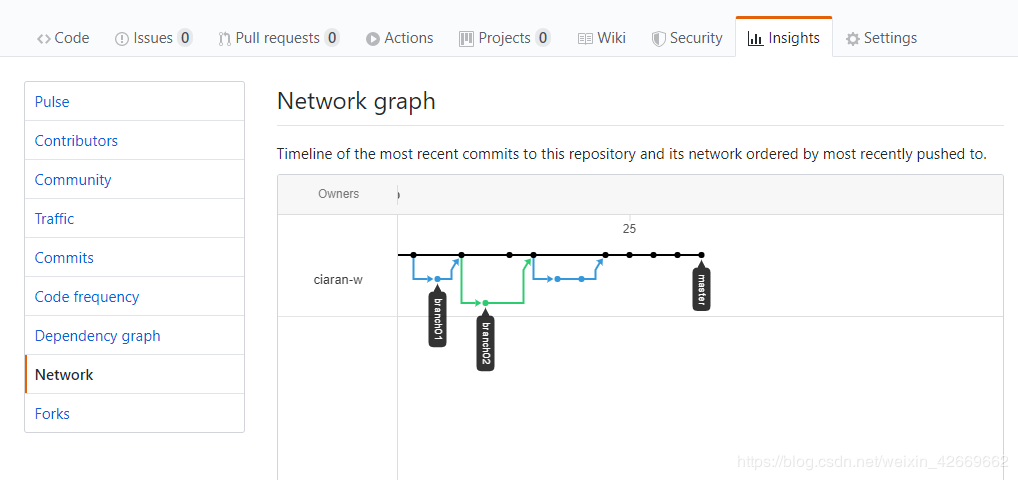 Code Issues 0 Pull requests 0 Actions Projects 0 Wiki Security Insights Settings
Pulse
Contributors
Community
Traffic
Commits
Code frequency
Dependency graph
Network
Forks
Network graph
Timeline of the most recent commits to this repository and its network ordered by most recently pushed to.
Owners
25
ciaran-w
branch01
branch02
master
https://blog.csdn.net/weixin_42669662